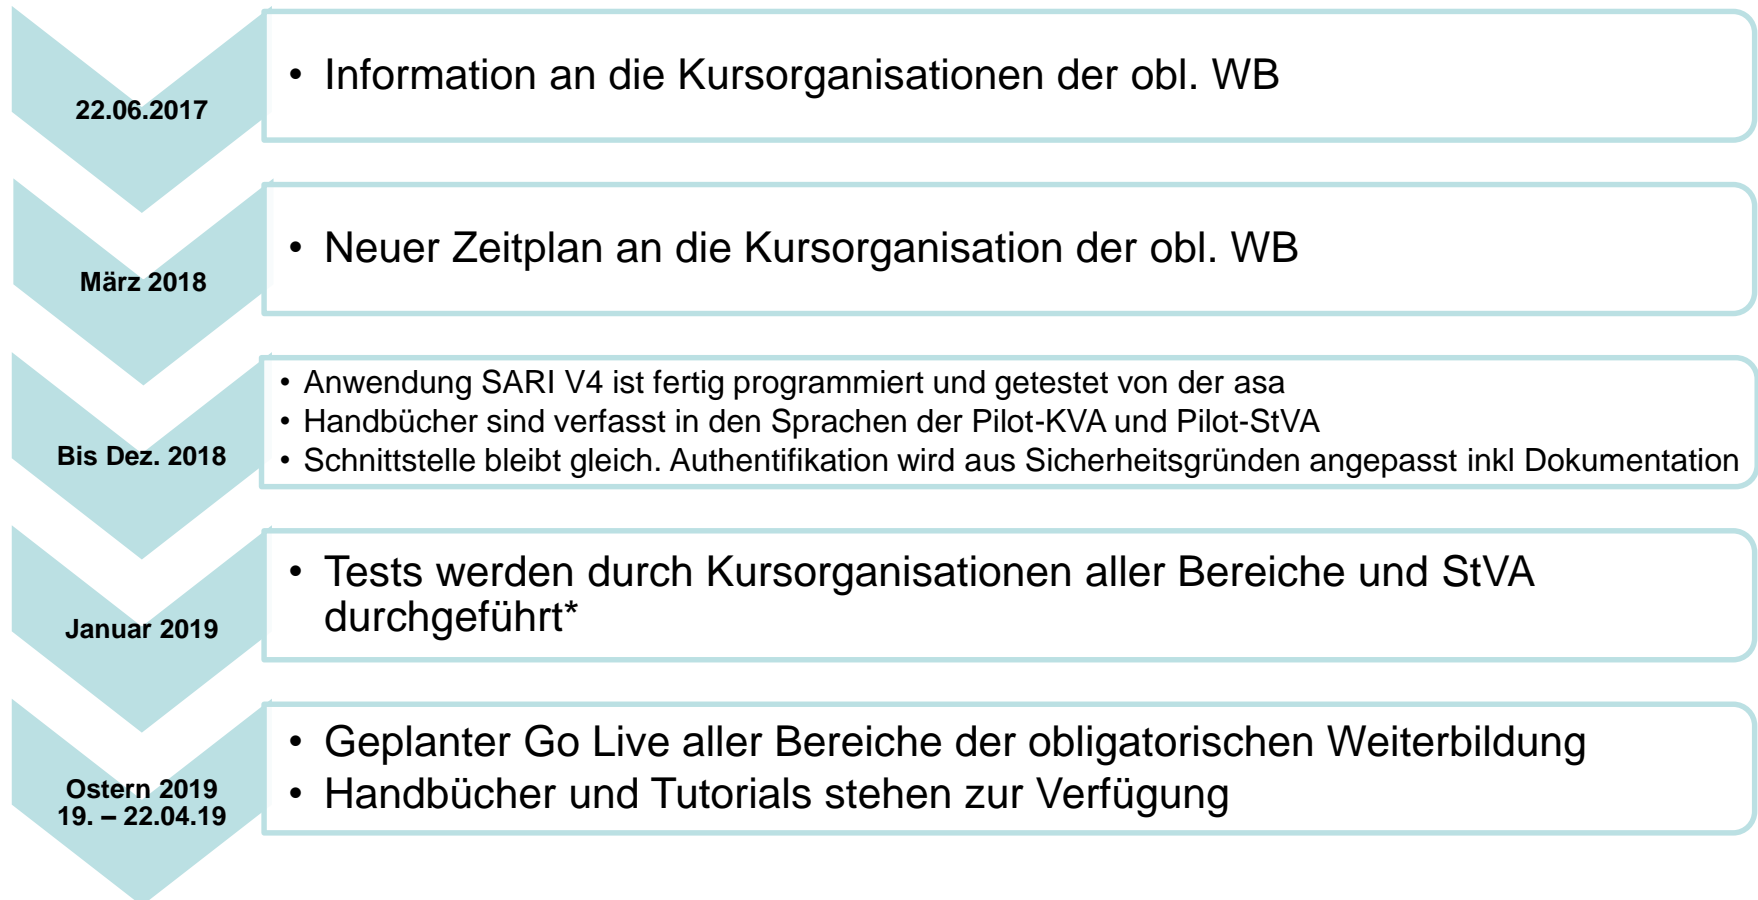 22.06.2017
• Information an die Kursorganisationen der obl. WB
März 2018
• Neuer Zeitplan an die Kursorganisation der obl. WB
Bis Dez. 2018
• Anwendung SARI V4 ist fertig programmiert und getestet von der asa
• Handbücher sind verfasst in den Sprachen der Pilot-KVA und Pilot-StVA
• Schnittstelle bleibt gleich. Authentifikation wird aus Sicherheitsgründen angepasst inkl Dokumentation
Januar 2019
• Tests werden durch Kursorganisationen aller Bereiche und StVA
durchgeführt*
Ostern 2019
19. – 22.04.19
• Geplanter Go Live aller Bereiche der obligatorischen Weiterbildung
• Handbücher und Tutorials stehen zur Verfügung